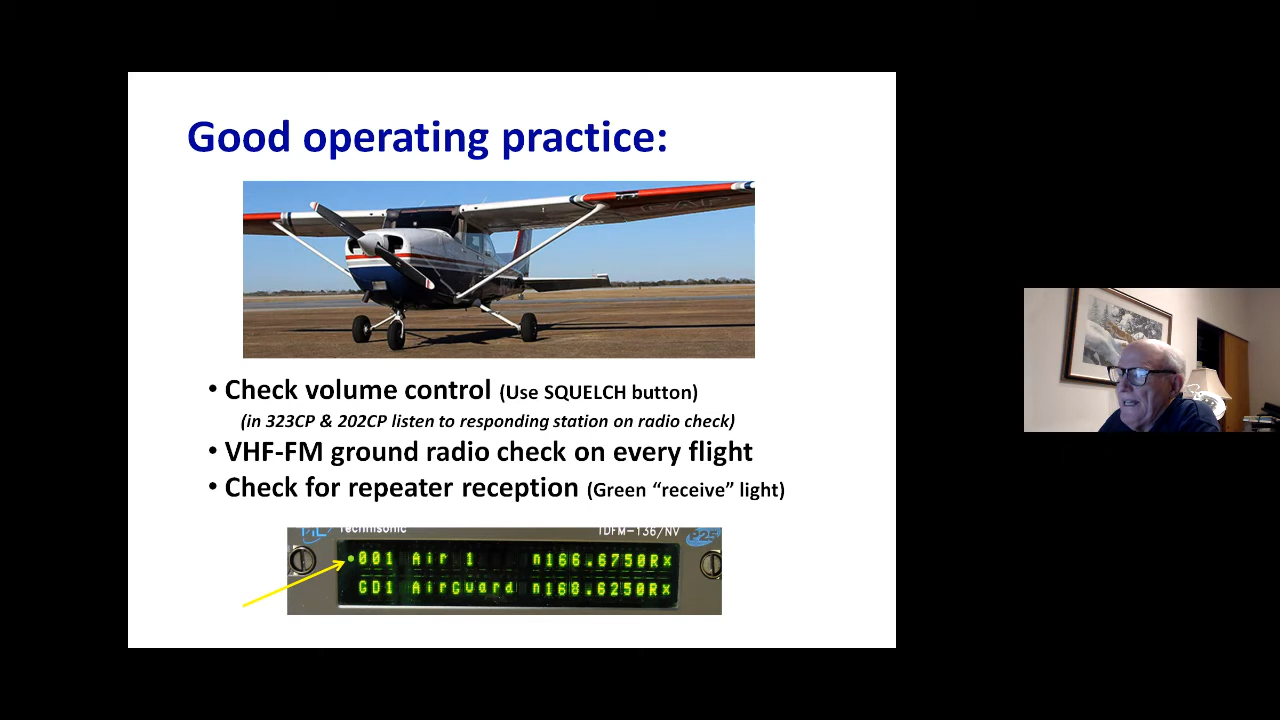 Good operating practice:
• Check volume control (Use SQUELCH button)
(in 323CP & 202CP listen to responding station on radio check)
• VHF-FM ground radio check on every flight
• Check for repeater reception (Green “receive” light)
Technisonic TDFM-136/NV P25
001 Air 1 n166.6750Rx
GD1 AirGuard n168.6250Rx